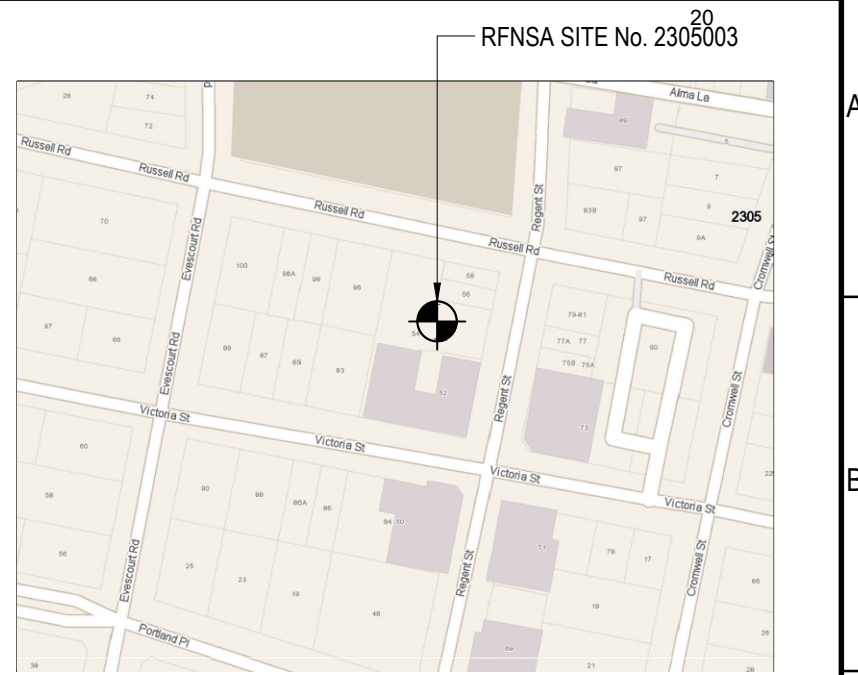 20
RFNSA SITE No. 2305003
A
B
Alma La
28
74
72
89
5
Russell Rd
Russell Rd
87
7
70
Russell Rd
Regent St
83B
97
9
2305
9A
Evescourt Rd
Russell Rd
Cromwell St
100
98A
98
96
58
56
Russell Rd
68
54
79-81
97
66
89
87
85
83
77A
77
90
75B
75A
Evescourt Rd
52
Regent St
Cromwell St
73
Victoria St
Victoria St
60
Victoria St
22
90
88
86A
86
58
84
50
Victoria St
56
71
78
17
Evescourt Rd
25
23
19
48
Regent St
Cromwell St
66
19
Portland Pl
69
26
38
21
28